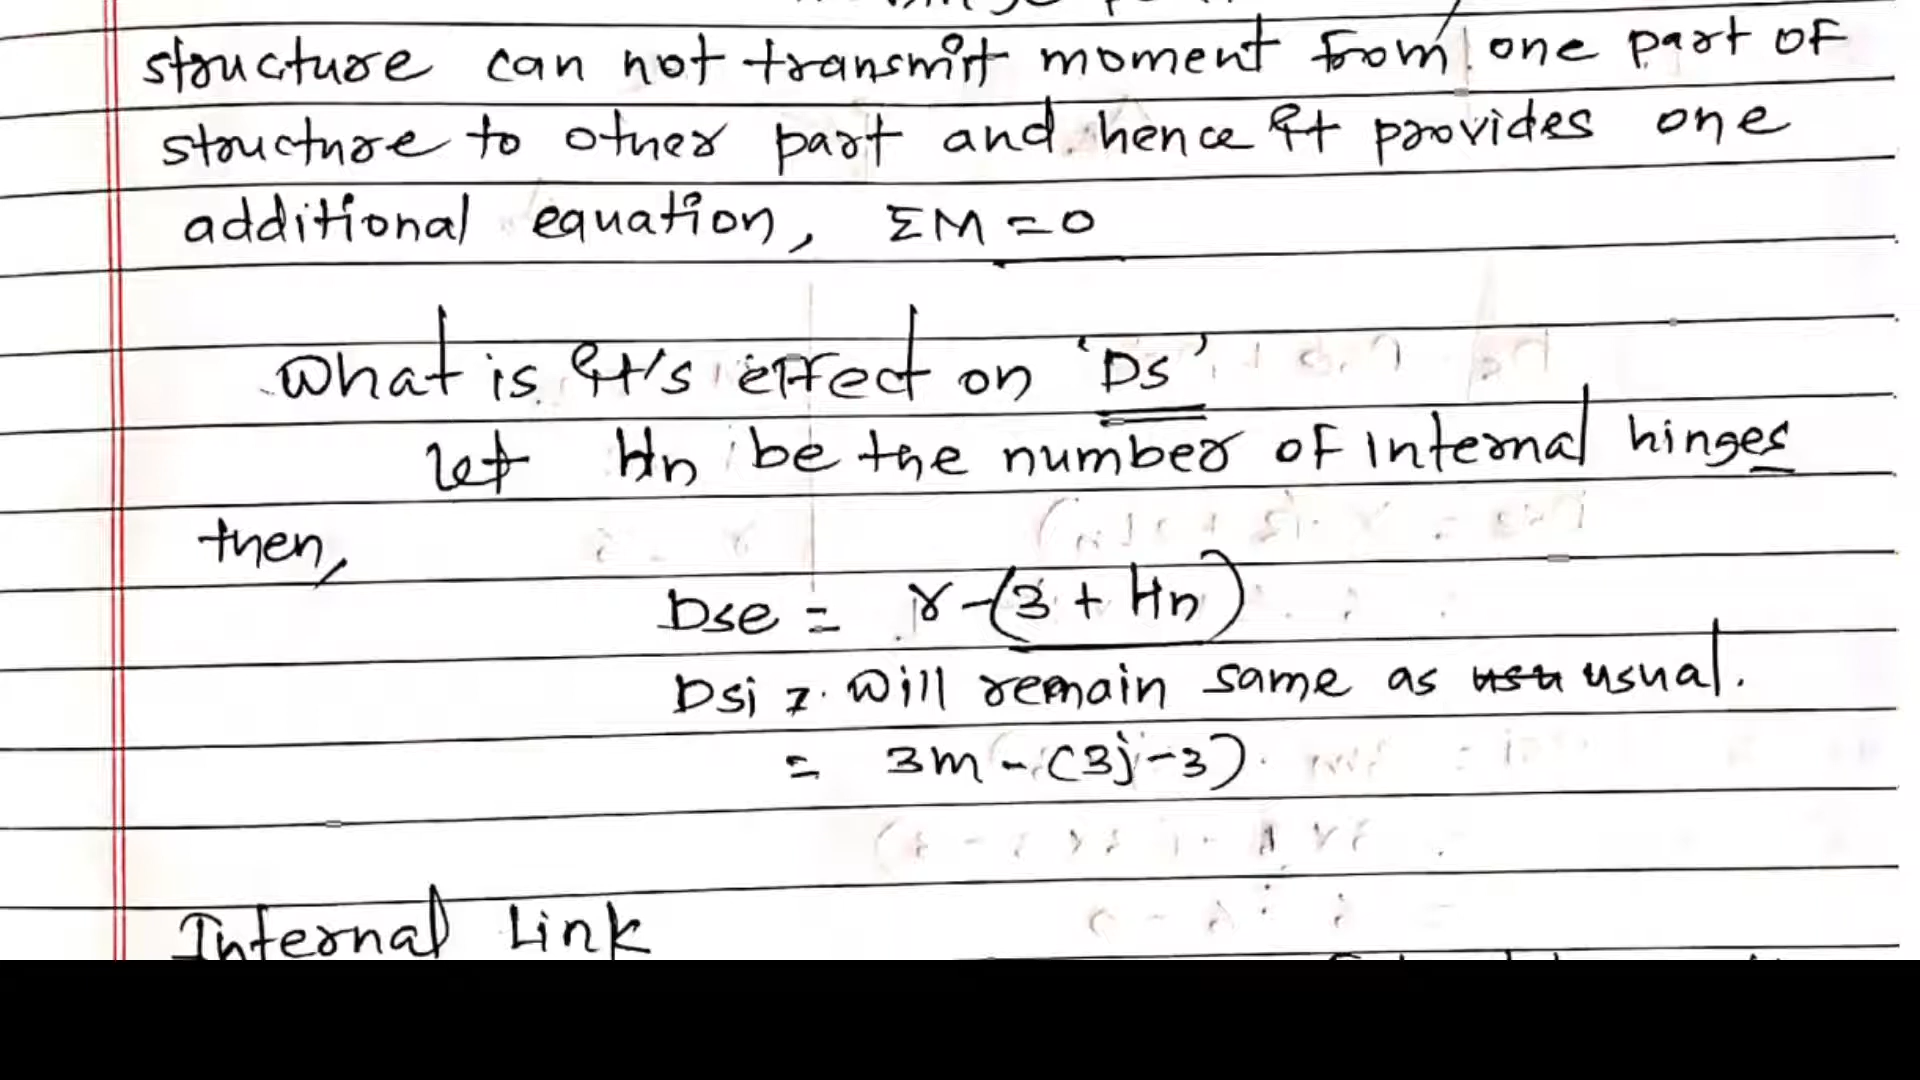 structure can not transmit moment from one part of
structure to other part and hence it provides one
additional equation, ΣM = 0
What is it's effect on 'Ds'
let Hn be the number of internal hinges
then,
Dse = r - (3 + Hn)
Dsi = will remain same as usu usual.
= 3m - (3j - 3)
Internal Link